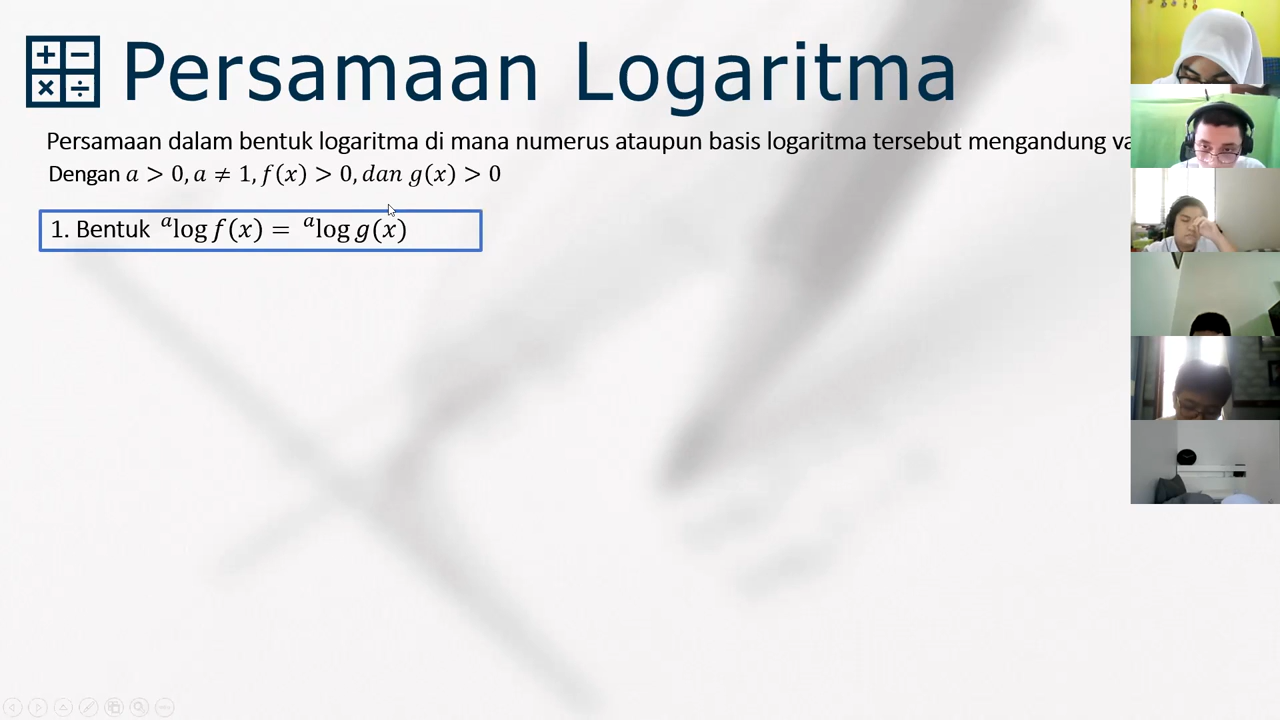 Persamaan Logaritma
Persamaan dalam bentuk logaritma di mana numerus ataupun basis logaritma tersebut mengandung
Dengan a > 0, a ≠ 1, f(x) > 0, dan g(x) > 0
1. Bentuk ᵃlog f(x) = ᵃlog g(x)